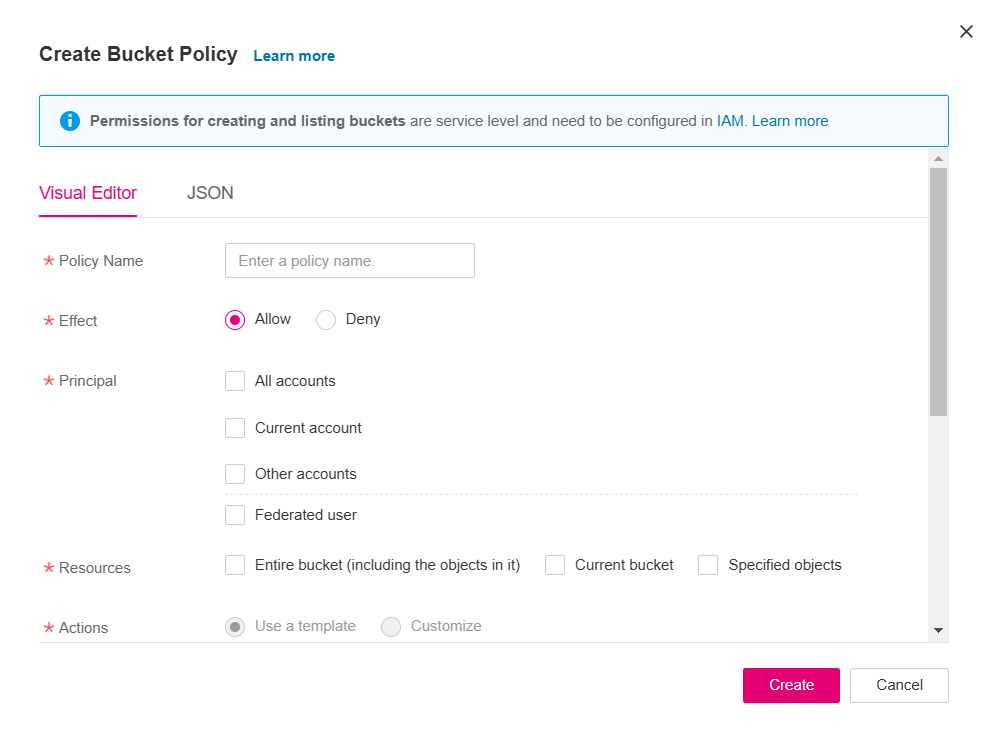 Create Bucket Policy Learn more
Permissions for creating and listing buckets are service level and need to be configured in IAM. Learn more
Visual Editor JSON
* Policy Name Enter a policy name.
* Effect Allow Deny
* Principal All accounts
Current account
Other accounts
Federated user
* Resources Entire bucket (including the objects in it) Current bucket Specified objects
* Actions Use a template Customize
Create Cancel